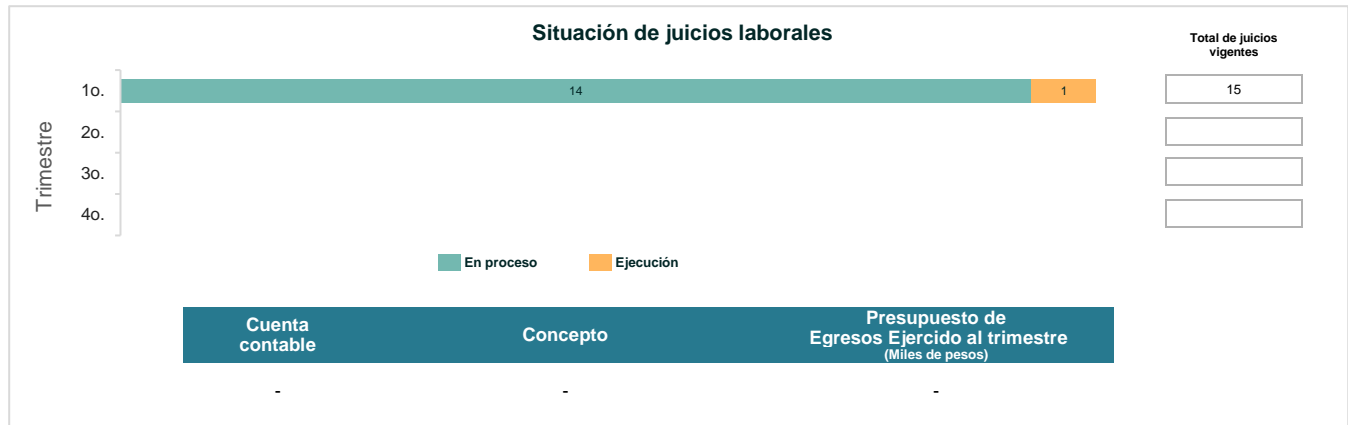 Situación de juicios laborales
Total de juicios
vigentes
Trimestre
1o.
14
1
15
2o.
3o.
4o.
En proceso
Ejecución
Cuenta
contable
Concepto
Presupuesto de
Egresos Ejercido al trimestre
(Miles de pesos)
-
-
-